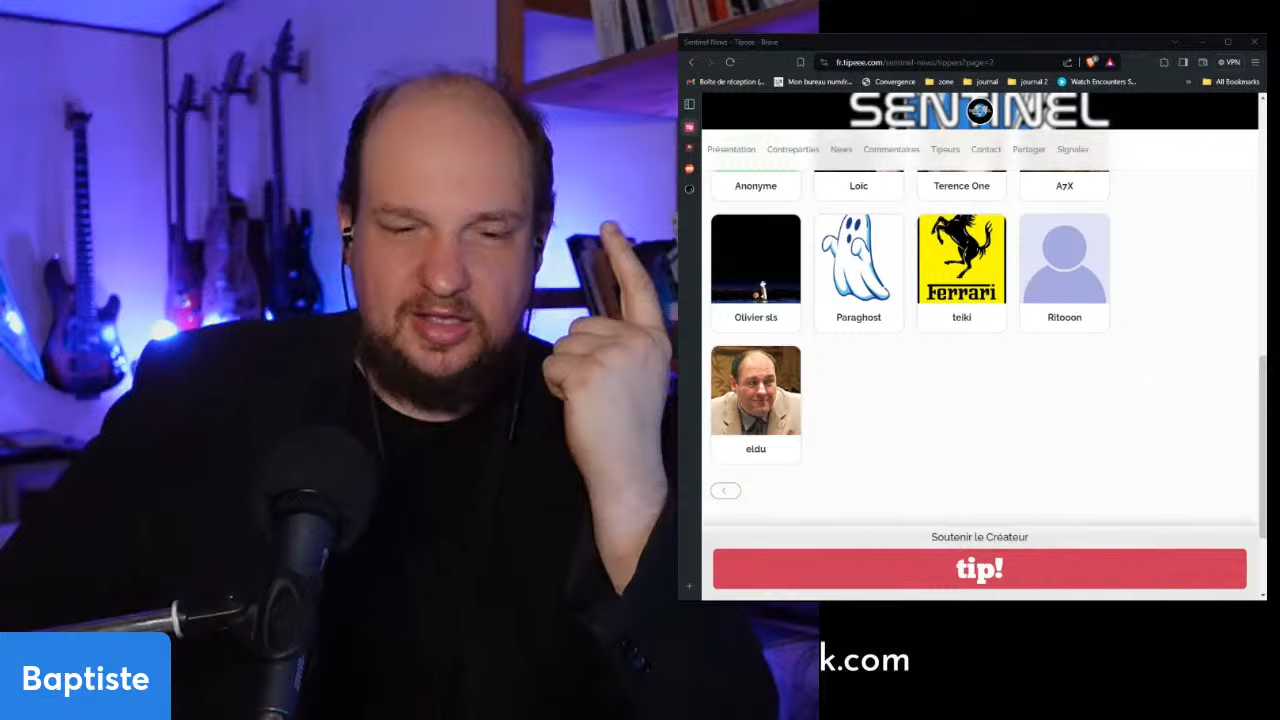 Sentinel News - Tipeee - Brave
fr.tipeee.com/sentinel-news/tippers?page=2
VPN
Boîte de réception (...
Mon bureau numér...
Convergence
zone
journal
journal 2
Watch Encounters S...
All Bookmarks
SENTINEL
Présentation
Contreparties
News
Commentaires
Tipeurs
Contact
Partager
Signaler
Anonyme
Loïc
Terence One
A7X
Ferrari
Olivier sls
Paraghost
teiki
Ritooon
eldu
Soutenir le Créateur
tip!
k.com
Baptiste